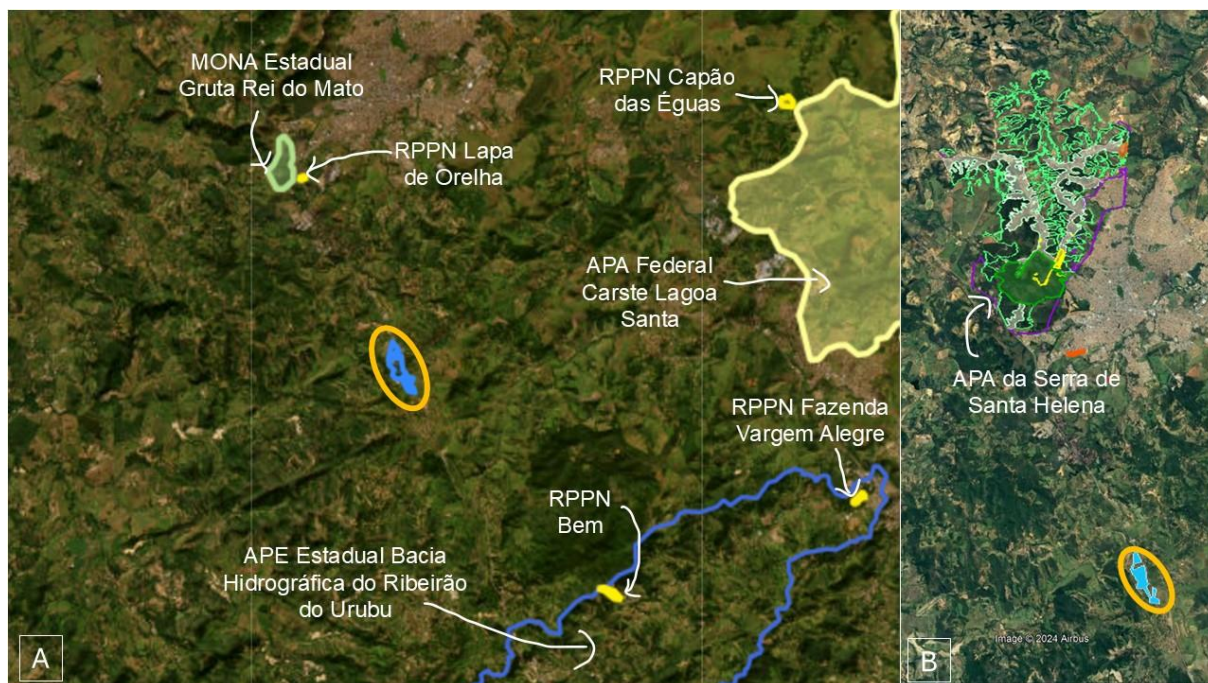 MONA Estadual
Gruta Rei do Mato
RPPN Lapa
de Orelha
RPPN Capão
das Éguas
APA Federal
Carste Lagoa
Santa
RPPN Fazenda
Vargem Alegre
RPPN
Bem
APE Estadual Bacia
Hidrográfica do Ribeirão
do Urubu
A
APA da Serra de
Santa Helena
Image © 2024 Airbus
B